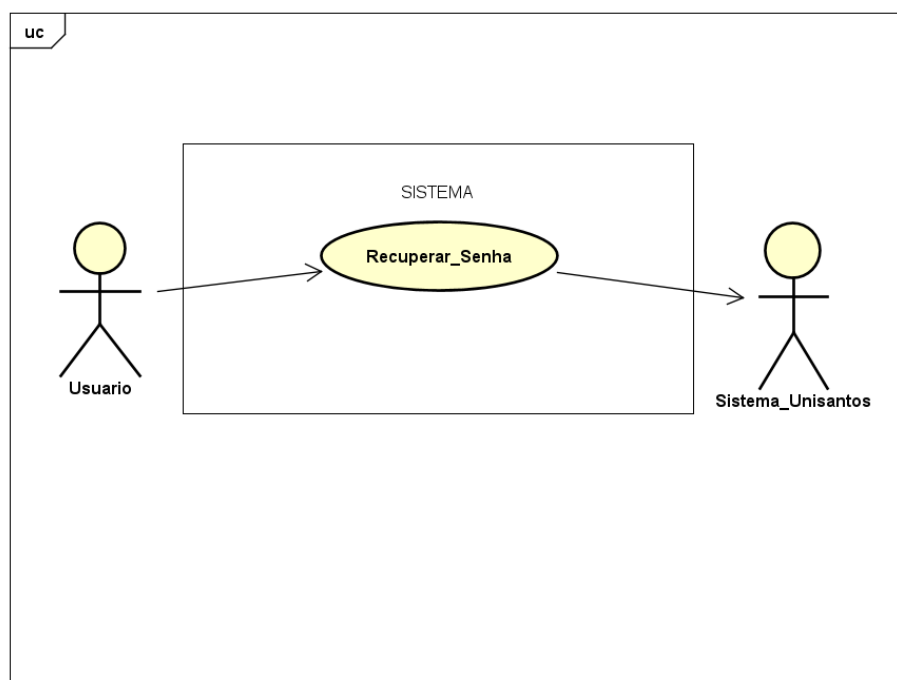 uc
SISTEMA
Recuperar_Senha
Usuario
Sistema_Unisantos